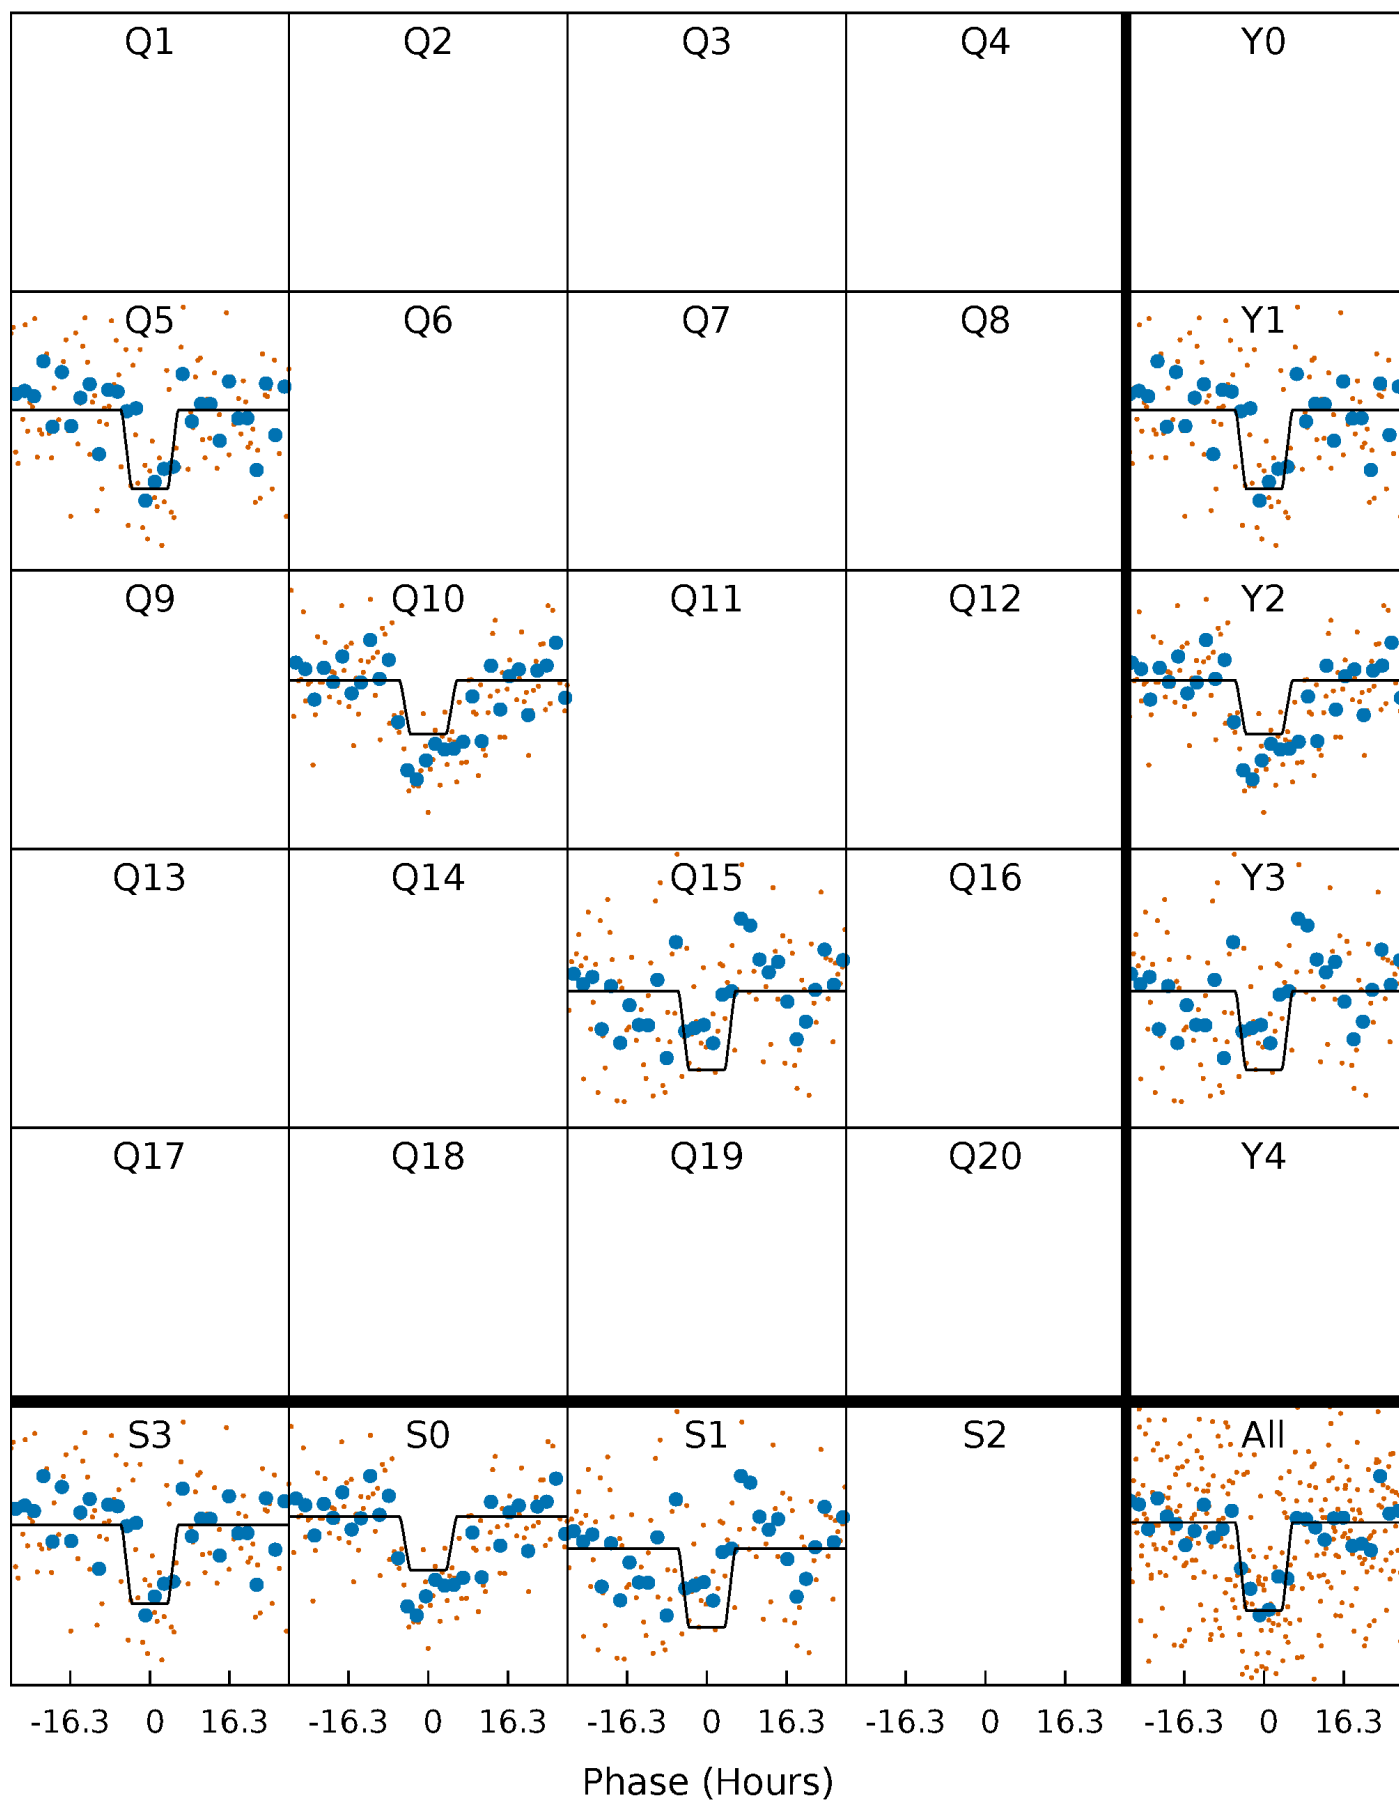 Q1 Q2 Q3 Q4 Y0
Q5 Q6 Q7 Q8 Y1
Q9 Q10 Q11 Q12 Y2
Q13 Q14 Q15 Q16 Y3
Q17 Q18 Q19 Q20 Y4
S3 S0 S1 S2 All
-16.3 0 16.3 -16.3 0 16.3 -16.3 0 16.3 -16.3 0 16.3 -16.3 0 16.3
Phase (Hours)